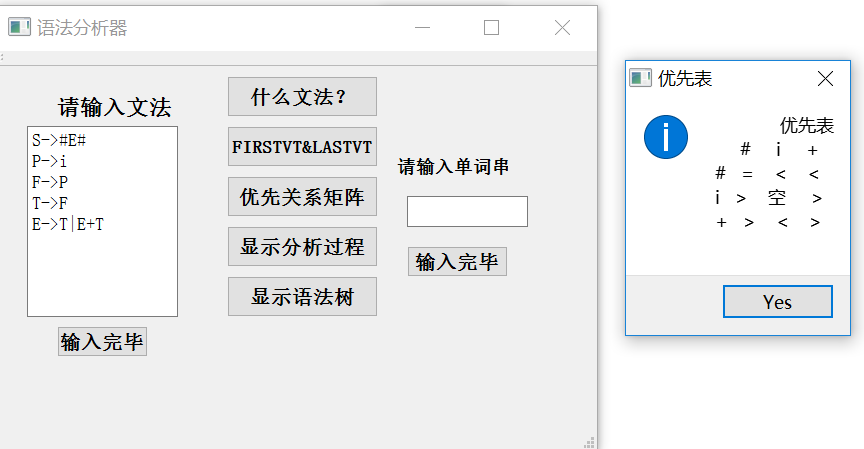 语法分析器
请输入文法
S->#E#
P->i
F->P
T->F
E->T|E+T
输入完毕
什么文法?
FIRSTVT&LASTVT
优先关系矩阵
显示分析过程
显示语法树
请输入单词串
输入完毕
优先表
优先表
# i +
# = < <
i > 空 >
+ > < >
Yes